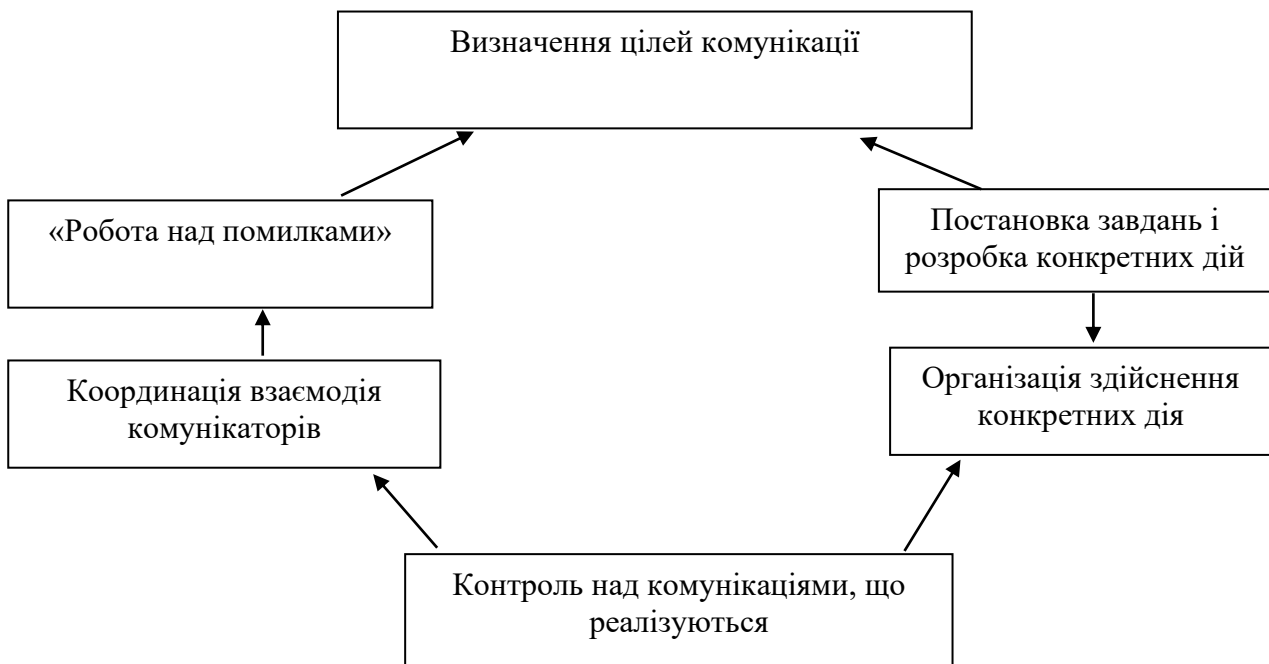 Визначення цілей комунікації
«Робота над помилками»
Постановка завдань і
розробка конкретних дій
Координація взаємодія
комунікаторів
Організація здійснення
конкретних дія
Контроль над комунікаціями, що
реалізуються